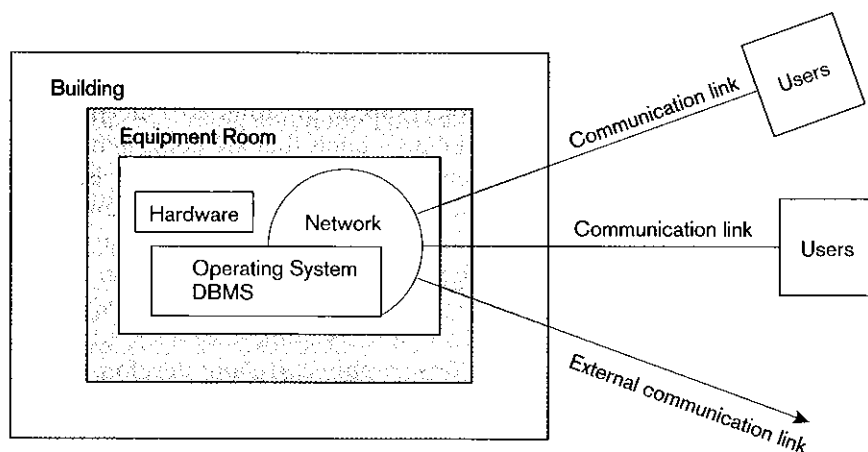 Building
Equipment Room
Hardware
Network
Operating System
DBMS
Communication link
Users
Communication link
Users
External communication link